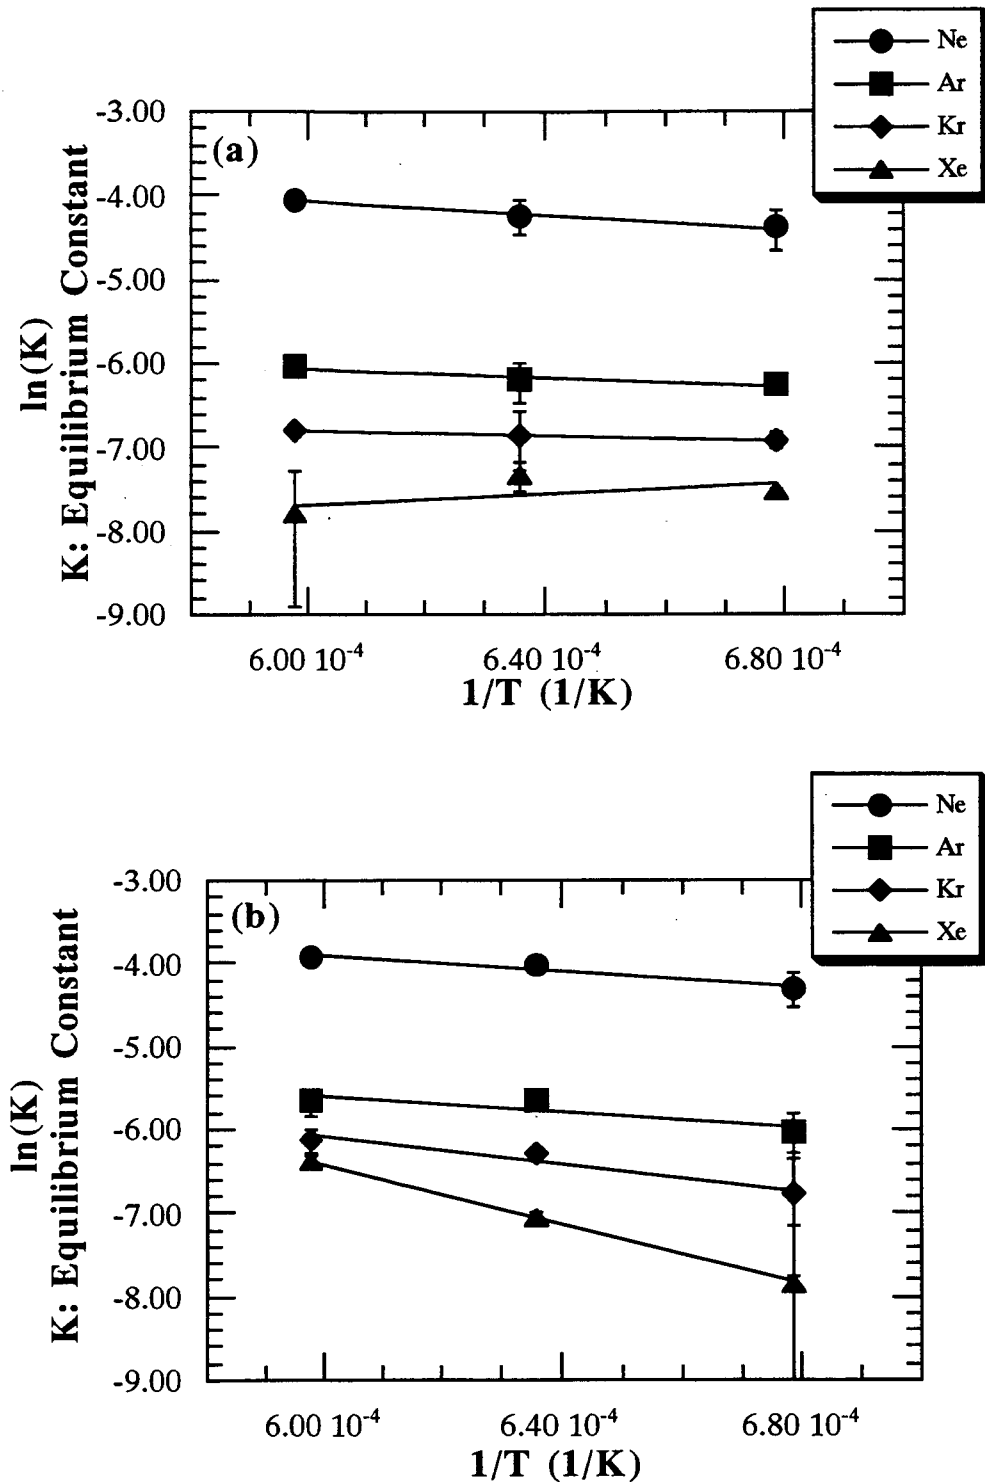 Ne
Ar
Kr
Xe
(a)
-3.00
-4.00
-5.00
-6.00
-7.00
-8.00
-9.00
ln(K)
K: Equilibrium Constant
6.00 10⁻⁴ 6.40 10⁻⁴ 6.80 10⁻⁴
1/T (1/K)
Ne
Ar
Kr
Xe
(b)
-3.00
-4.00
-5.00
-6.00
-7.00
-8.00
-9.00
ln(K)
K: Equilibrium Constant
6.00 10⁻⁴ 6.40 10⁻⁴ 6.80 10⁻⁴
1/T (1/K)